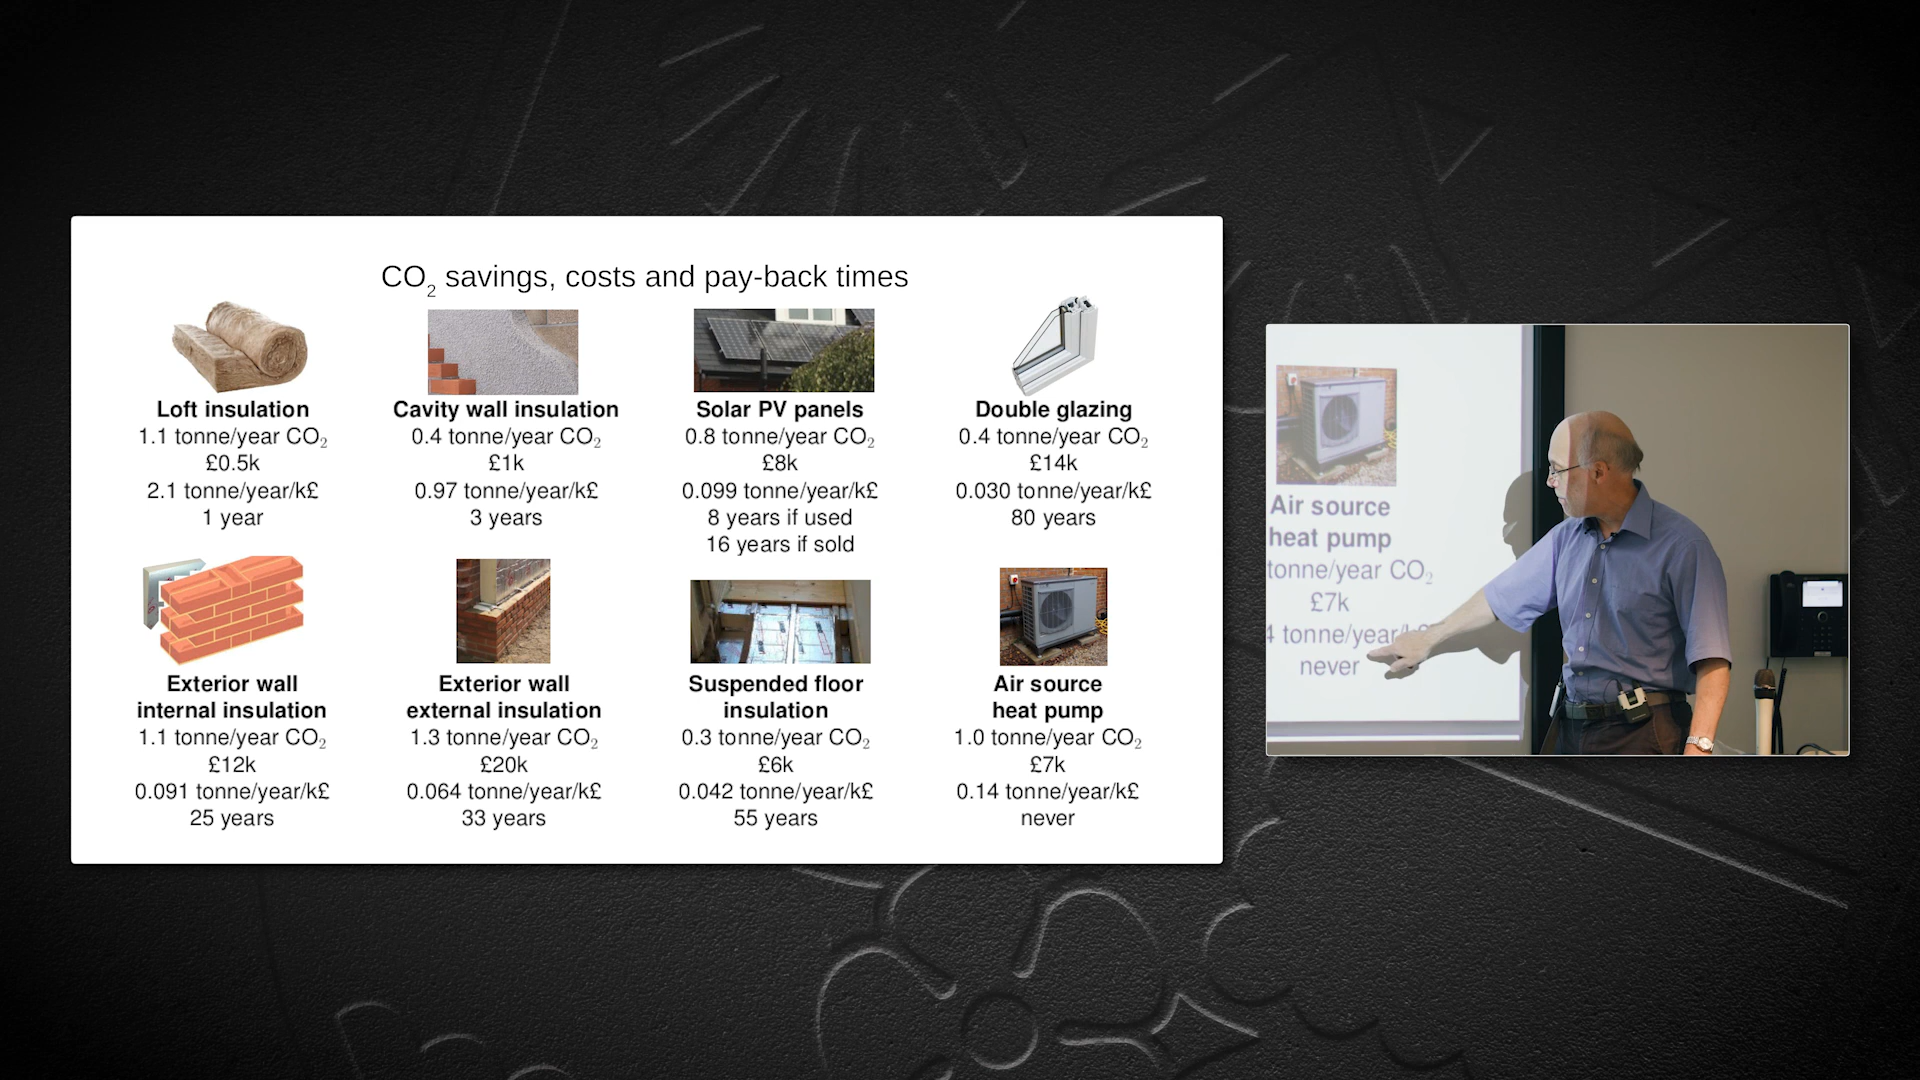 CO₂ savings, costs and pay-back times
Loft insulation
1.1 tonne/year CO₂
£0.5k
2.1 tonne/year/k£
1 year
Cavity wall insulation
0.4 tonne/year CO₂
£1k
0.97 tonne/year/k£
3 years
Solar PV panels
0.8 tonne/year CO₂
£8k
0.099 tonne/year/k£
8 years if used
16 years if sold
Double glazing
0.4 tonne/year CO₂
£14k
0.030 tonne/year/k£
80 years
Exterior wall
internal insulation
1.1 tonne/year CO₂
£12k
0.091 tonne/year/k£
25 years
Exterior wall
external insulation
1.3 tonne/year CO₂
£20k
0.064 tonne/year/k£
33 years
Suspended floor
insulation
0.3 tonne/year CO₂
£6k
0.042 tonne/year/k£
55 years
Air source
heat pump
1.0 tonne/year CO₂
£7k
0.14 tonne/year/k£
never
Air source
heat pump
tonne/year CO₂
£7k
4 tonne/year/
never